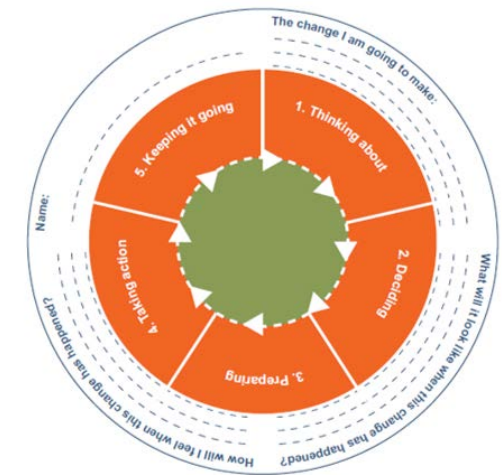 The change I am going to make:
What will it look like when this change has happened?
How will I feel when this change has happened?
Name:
1. Thinking about
2. Deciding
3. Preparing
4. Taking action
5. Keeping it going